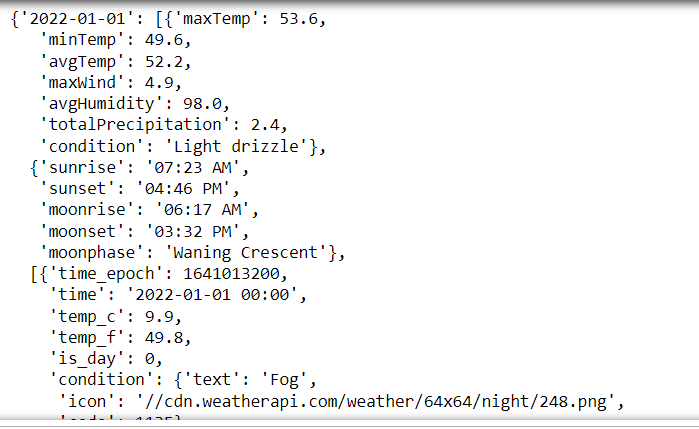 {'2022-01-01': [{'maxTemp': 53.6,
'minTemp': 49.6,
'avgTemp': 52.2,
'maxWind': 4.9,
'avgHumidity': 98.0,
'totalPrecipitation': 2.4,
'condition': 'Light drizzle'},
{'sunrise': '07:23 AM',
'sunset': '04:46 PM',
'moonrise': '06:17 AM',
'moonset': '03:32 PM',
'moonphase': 'Waning Crescent'},
[{'time_epoch': 1641013200,
'time': '2022-01-01 00:00',
'temp_c': 9.9,
'temp_f': 49.8,
'is_day': 0,
'condition': {'text': 'Fog',
'icon': '//cdn.weatherapi.com/weather/64x64/night/248.png',